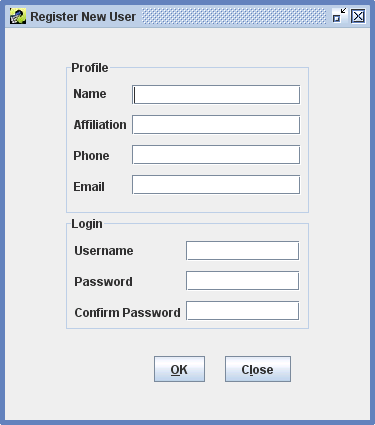 Register New User
Profile
Name
Affiliation
Phone
Email
Login
Username
Password
Confirm Password
OK
Close